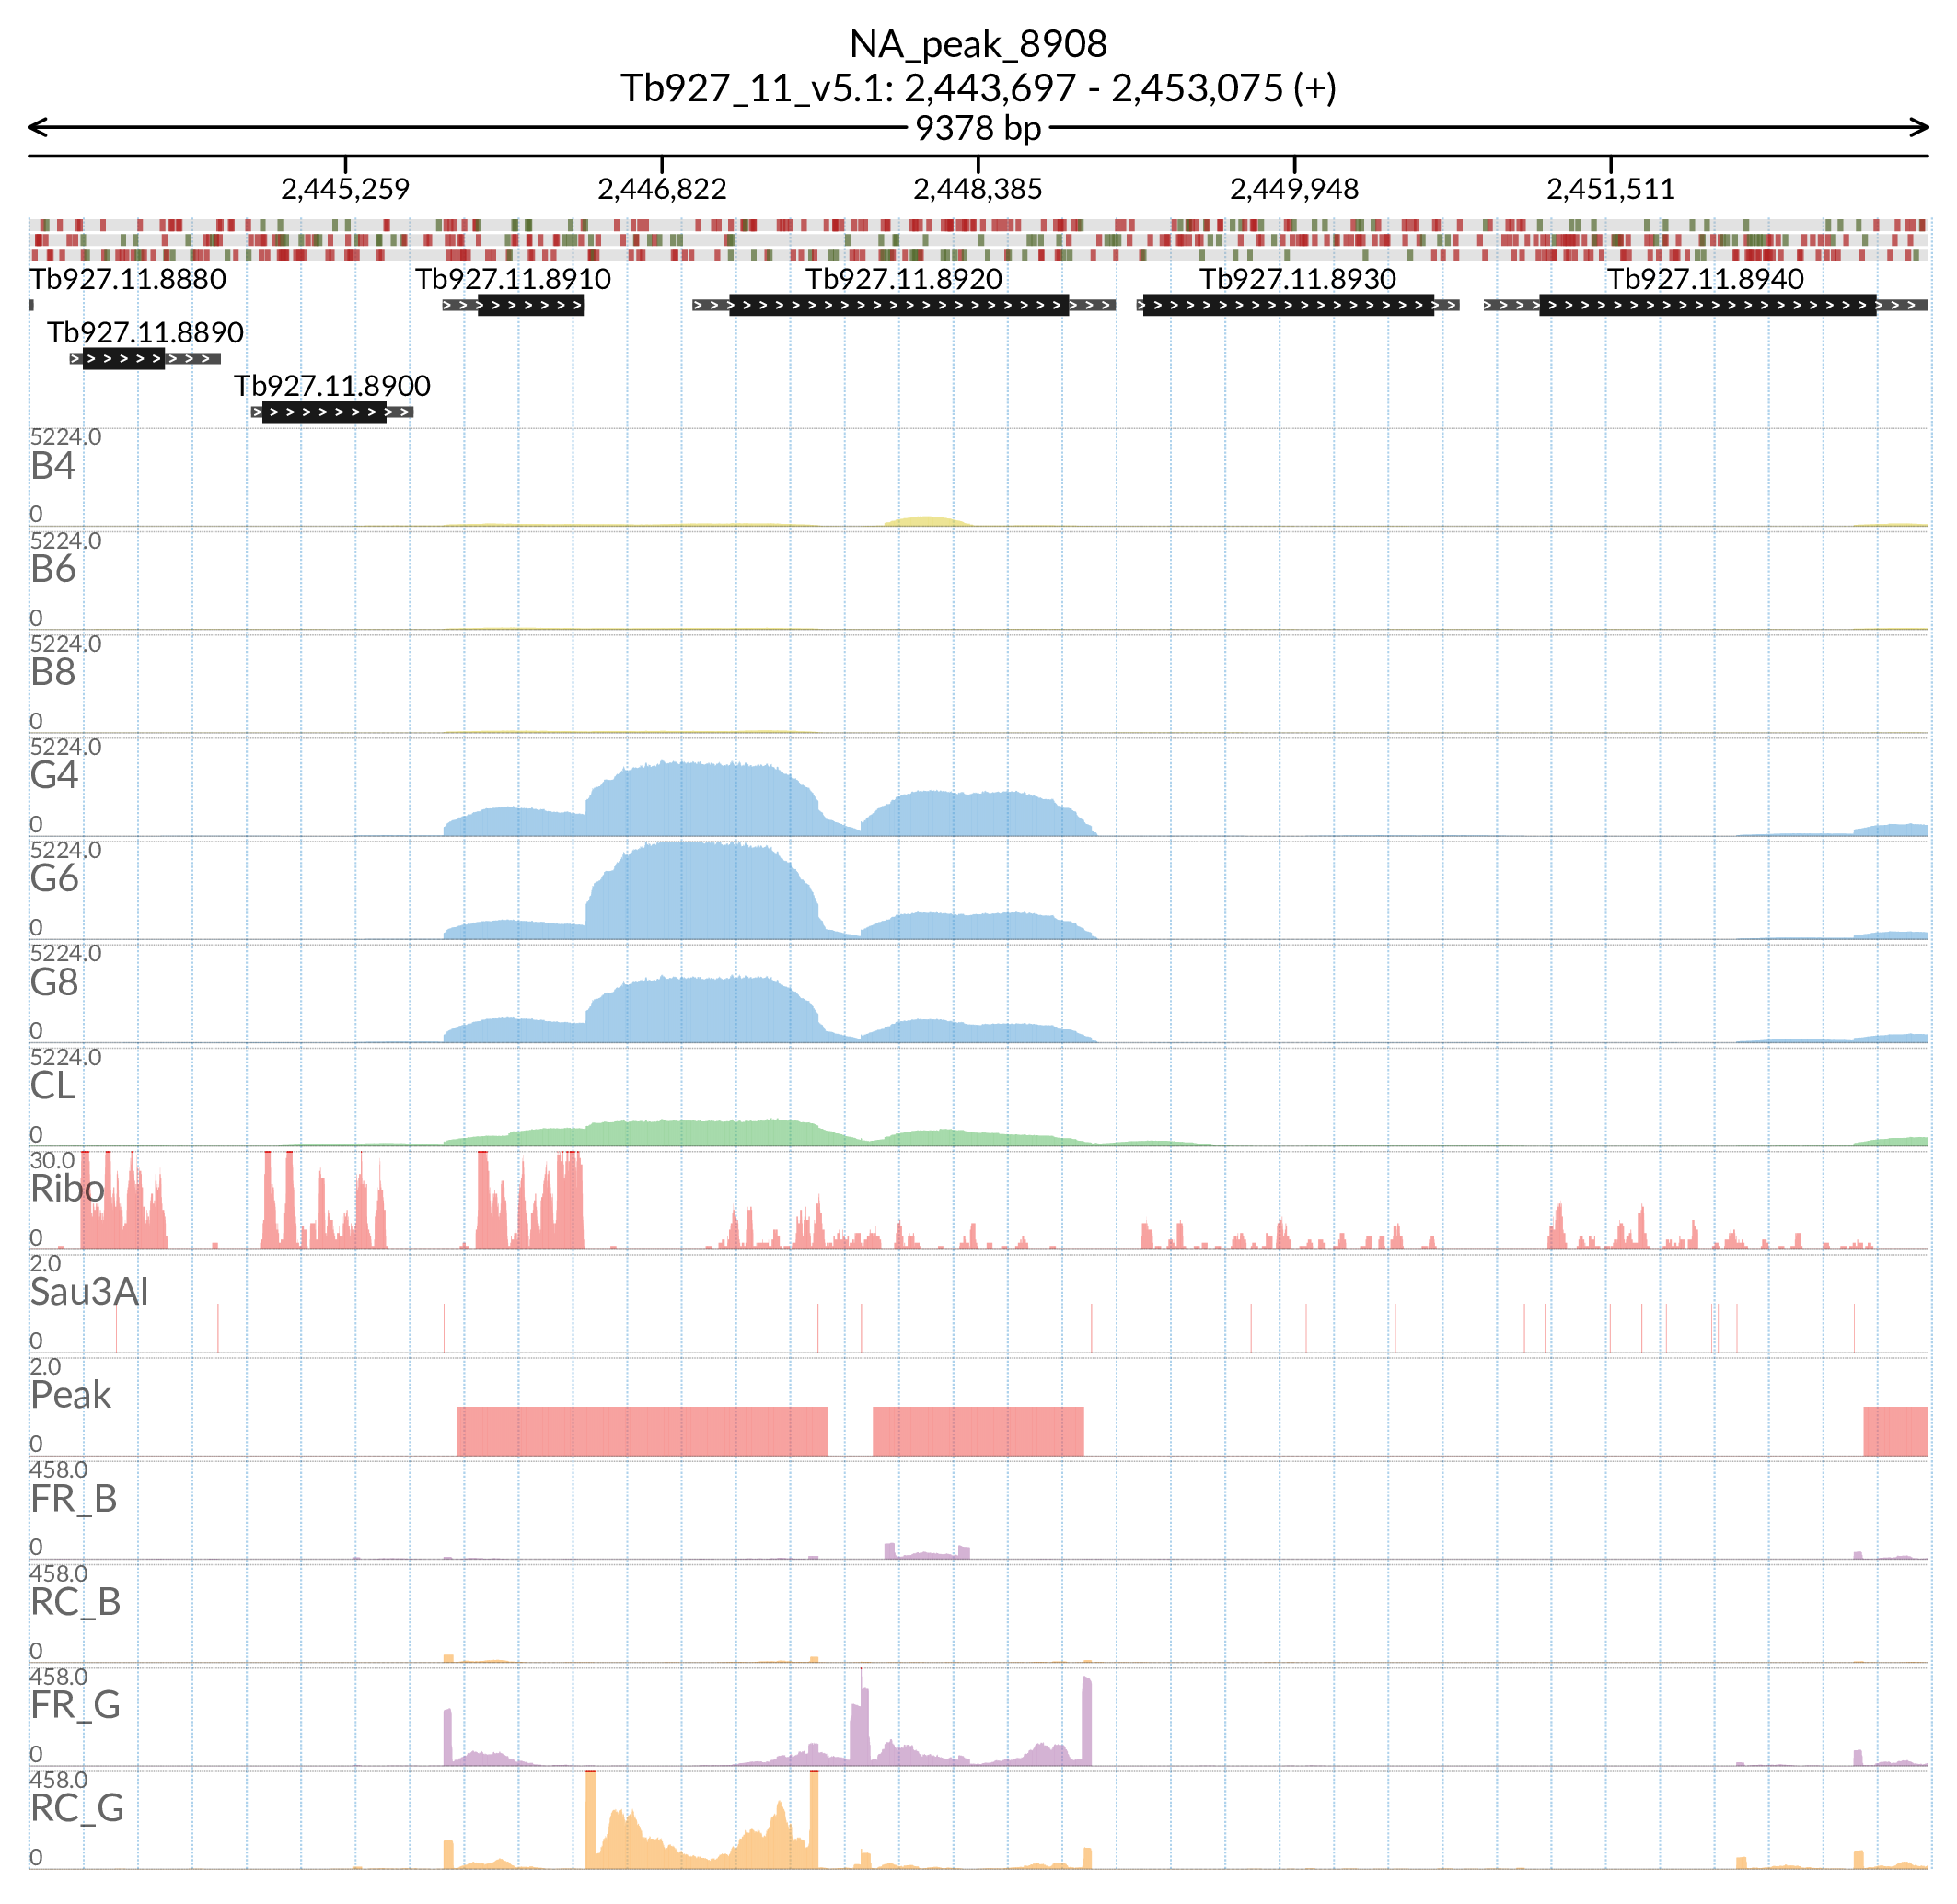 NA_peak_8908
Tb927_11_v5.1: 2,443,697 - 2,453,075 (+)
9378 bp
2,445,259 2,446,822 2,448,385 2,449,948 2,451,511
Tb927.11.8880 Tb927.11.8910 Tb927.11.8920 Tb927.11.8930 Tb927.11.8940
Tb927.11.8890
Tb927.11.8900
5224.0
B4
0
5224.0
B6
0
5224.0
B8
0
5224.0
G4
0
5224.0
G6
0
5224.0
G8
0
5224.0
CL
0
30.0
Ribo
0
2.0
Sau3AI
0
2.0
Peak
0
458.0
FR_B
0
458.0
RC_B
0
458.0
FR_G
0
458.0
RC_G
0